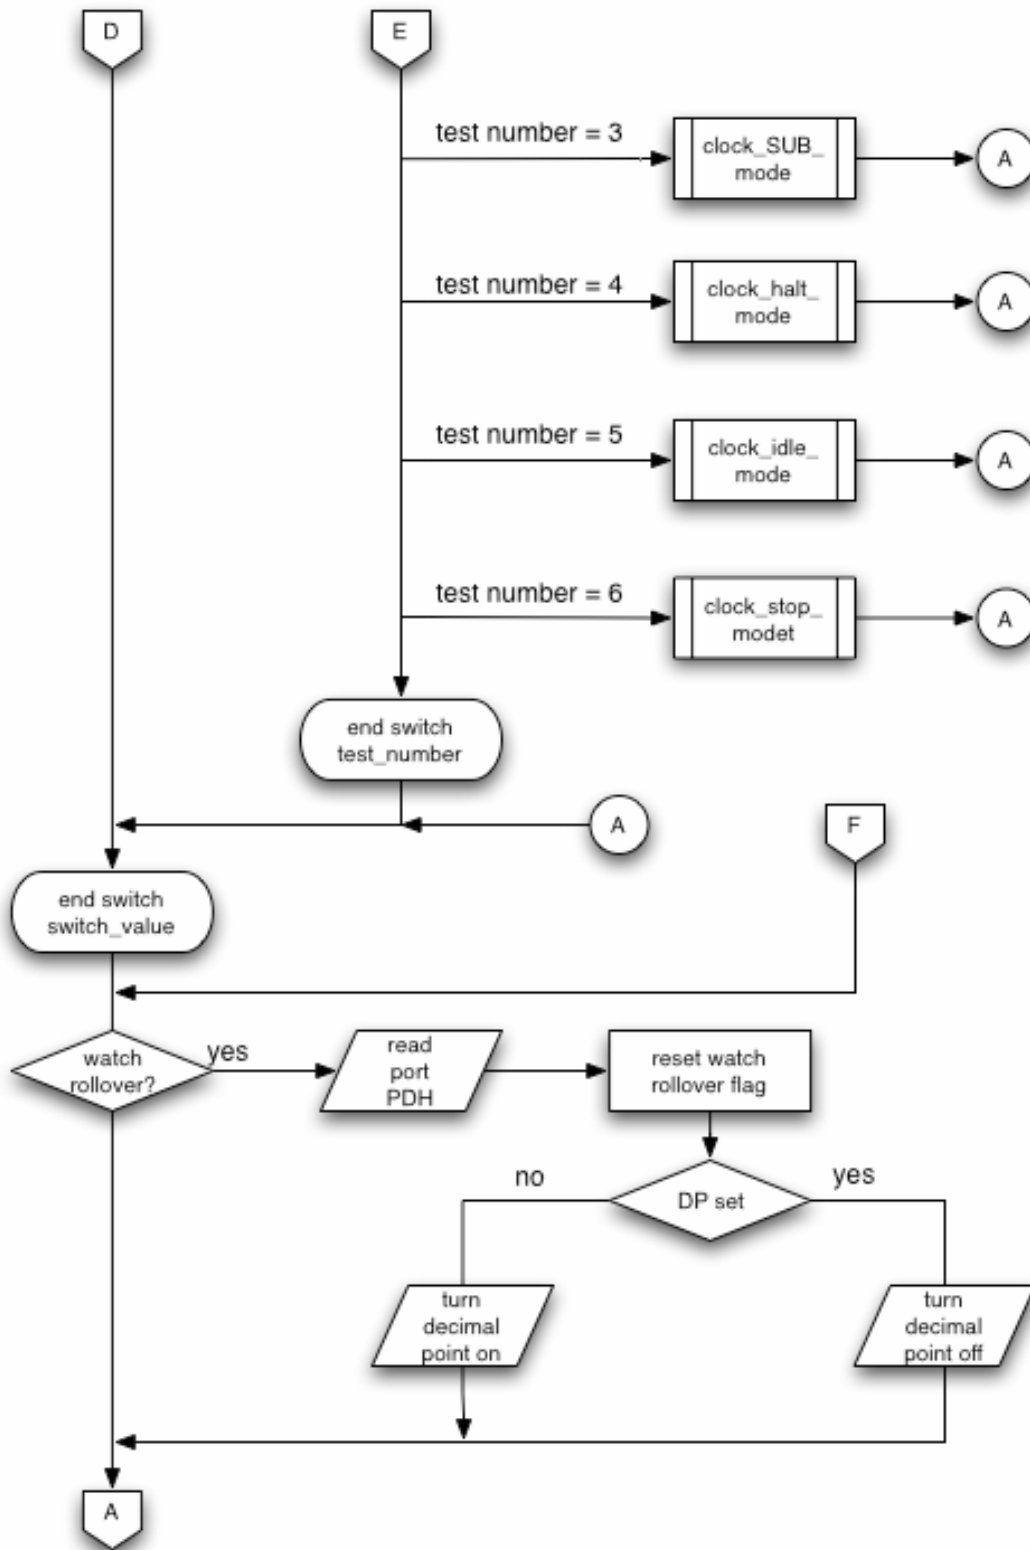 D
E
test number = 3
clock_SUB_
mode
A
test number = 4
clock_halt_
mode
A
test number = 5
clock_idle_
mode
A
test number = 6
clock_stop_
modet
A
end switch
test_number
A
F
end switch
switch_value
watch
rollover?
yes
read
port
PDH
reset watch
rollover flag
no
DP set
yes
turn
decimal
point on
turn
decimal
point off
A